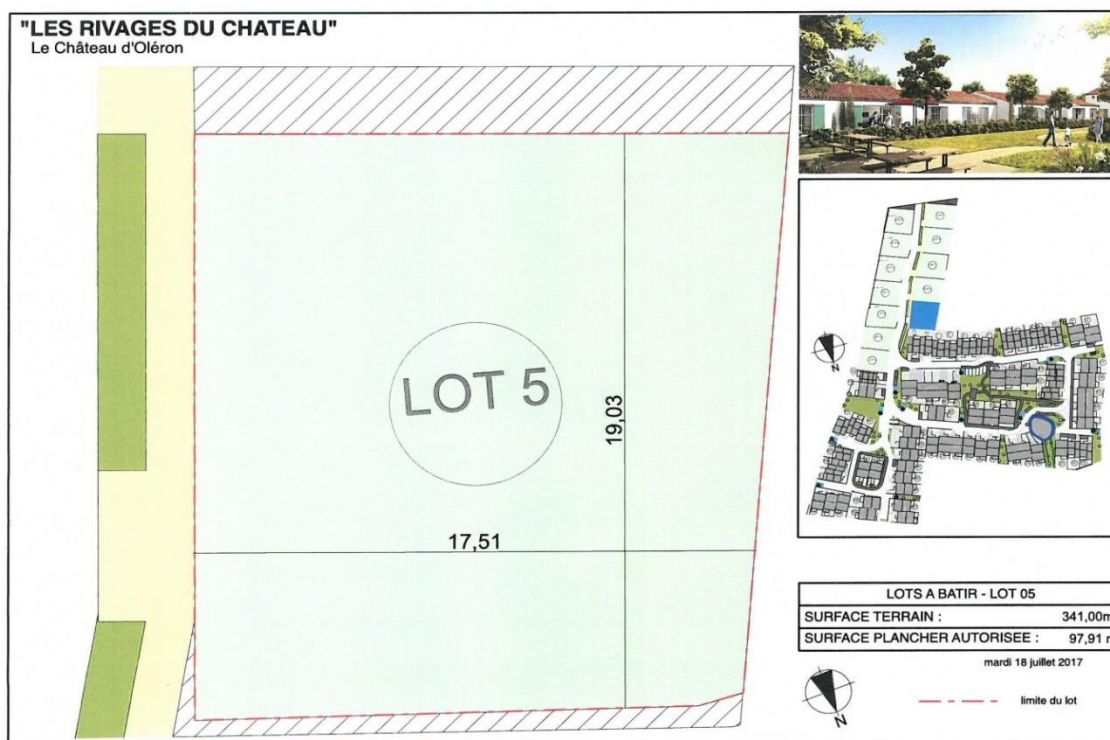 "LES RIVAGES DU CHATEAU"
Le Château d'Oléron
LOT 5
19,03
17,51
N
LOTS A BATIR - LOT 05
SURFACE TERRAIN : 341,00m
SURFACE PLANCHER AUTORISEE : 97,91
mardi 18 juillet 2017
N
limite du lot